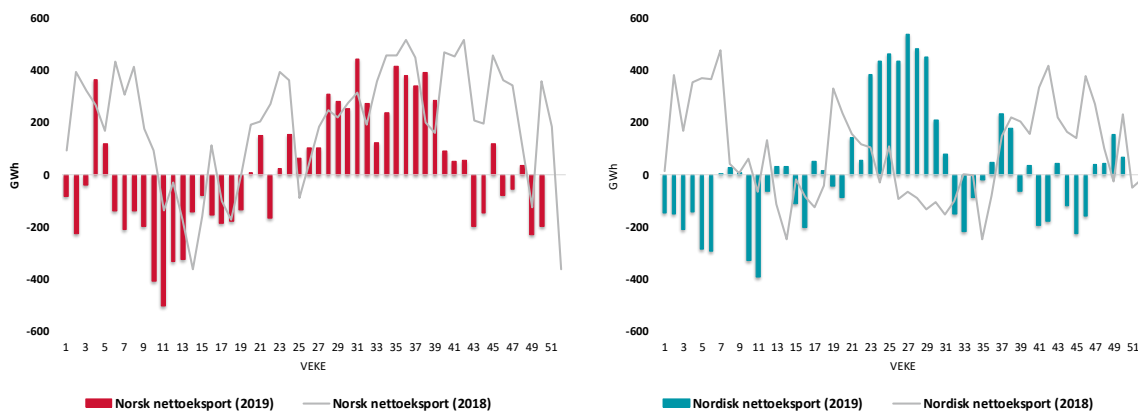 600
400
200
0
-200
-400
-600
GWh
1 3 5 7 9 11 13 15 17 19 21 23 25 27 29 31 33 35 37 39 41 43 45 47 49 51
VEKE
Norsk nettoeksport (2019) Norsk nettoeksport (2018)
600
400
200
0
-200
-400
-600
GWh
1 3 5 7 9 11 13 15 17 19 21 23 25 27 29 31 33 35 37 39 41 43 45 47 49 51
VEKE
Nordisk nettoeksport (2019) Nordisk nettoeksport (2018)